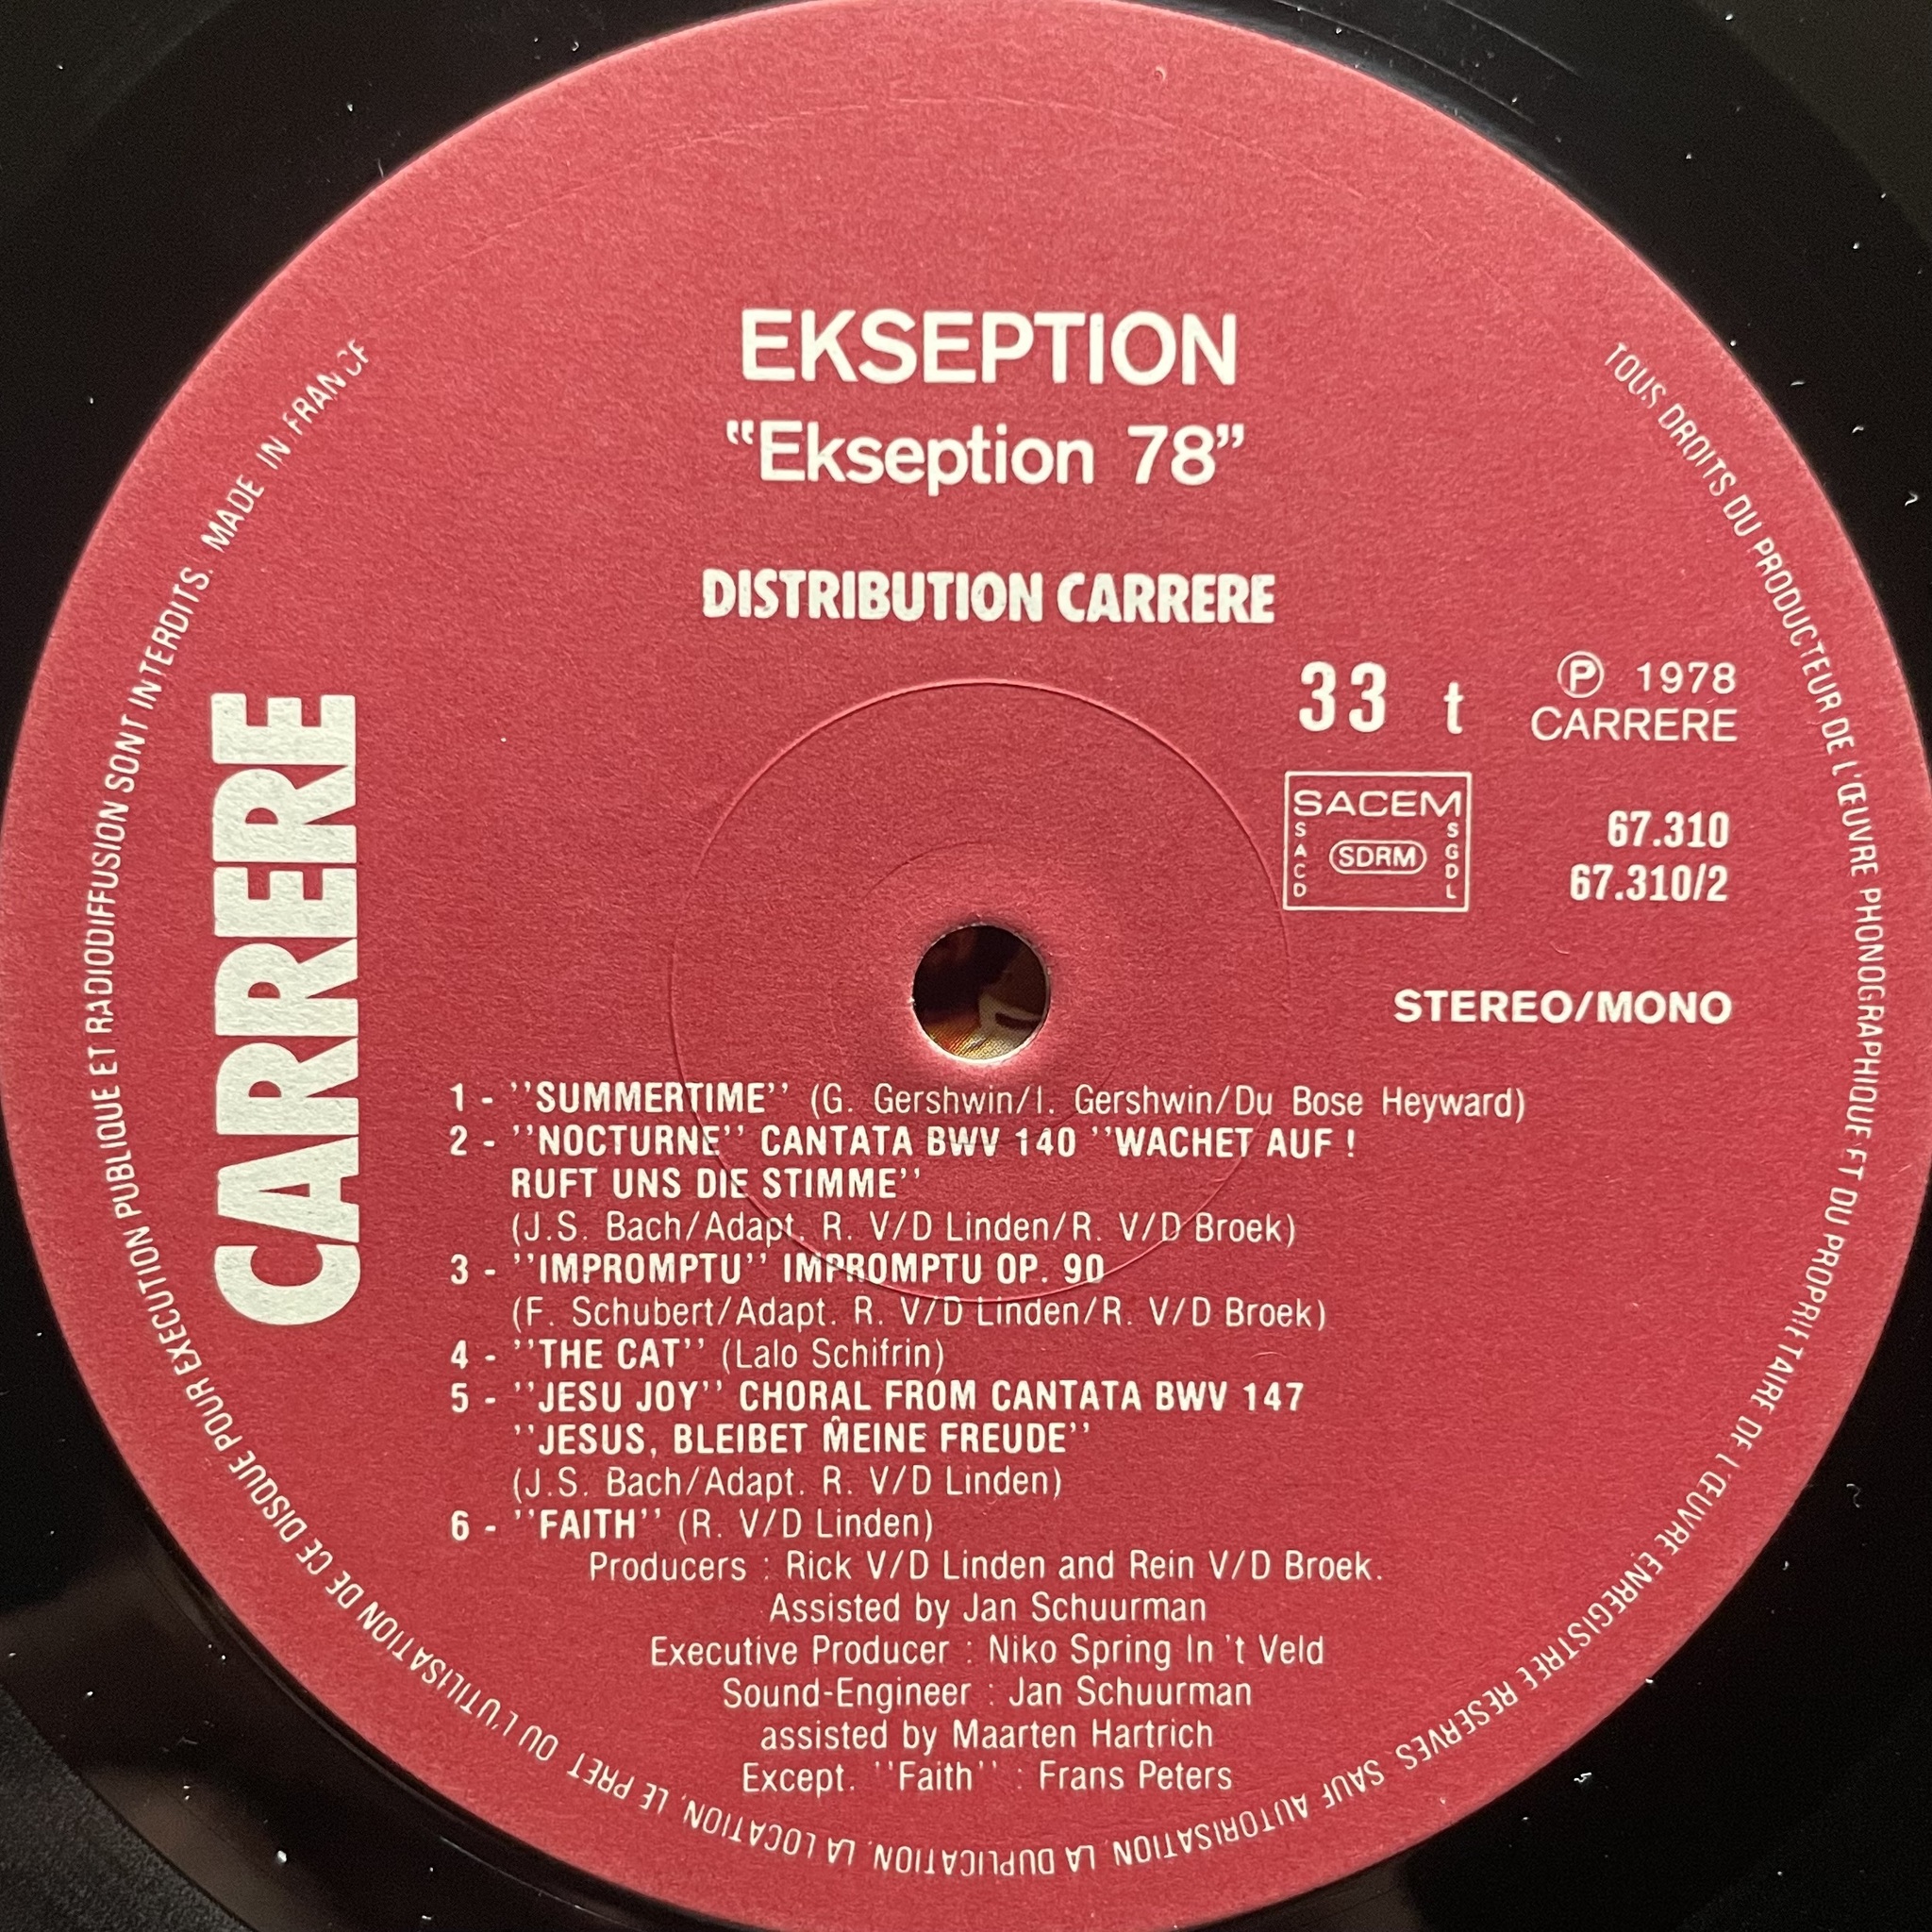 EKSEPTION
“Ekseption 78”
DISTRIBUTION CARRERE
33 t
Ⓟ 1978
CARRERE
SACEM
SACD
SDRM
SGDL
67.310
67.310/2
STEREO/MONO
CARRERE
1 - ''SUMMERTIME'' (G. Gershwin/I. Gershwin/Du Bose Heyward)
2 - ''NOCTURNE'' CANTATA BWV 140 ''WACHET AUF !
RUFT UNS DIE STIMME''
(J.S. Bach/Adapt. R. V/D Linden/R. V/D Broek)
3 - ''IMPROMPTU'' IMPROMPTU OP. 90
(F. Schubert/Adapt. R. V/D Linden/R. V/D Broek)
4 - ''THE CAT'' (Lalo Schifrin)
5 - ''JESU JOY'' CHORAL FROM CANTATA BWV 147
''JESUS, BLEIBET MEINE FREUDE''
(J.S. Bach/Adapt. R. V/D Linden)
6 - ''FAITH'' (R. V/D Linden)
Producers : Rick V/D Linden and Rein V/D Broek.
Assisted by Jan Schuurman
Executive Producer : Niko Spring In 't Veld
Sound-Engineer : Jan Schuurman
assisted by Maarten Hartrich
Except. ''Faith'' : Frans Peters
TOUS DROITS DU PRODUCTEUR DE L'ŒUVRE PHONOGRAPHIQUE ET DU PROPRIETAIRE DE L'ŒUVRE ENREGISTREE RESERVES. SAUF AUTORISATION, LA DUPLICATION, LA LOCATION, LE PRET OU L'UTILISATION DE CE DISQUE POUR EXECUTION PUBLIQUE ET RADIODIFFUSION SONT INTERDITS. MADE IN FRANCE